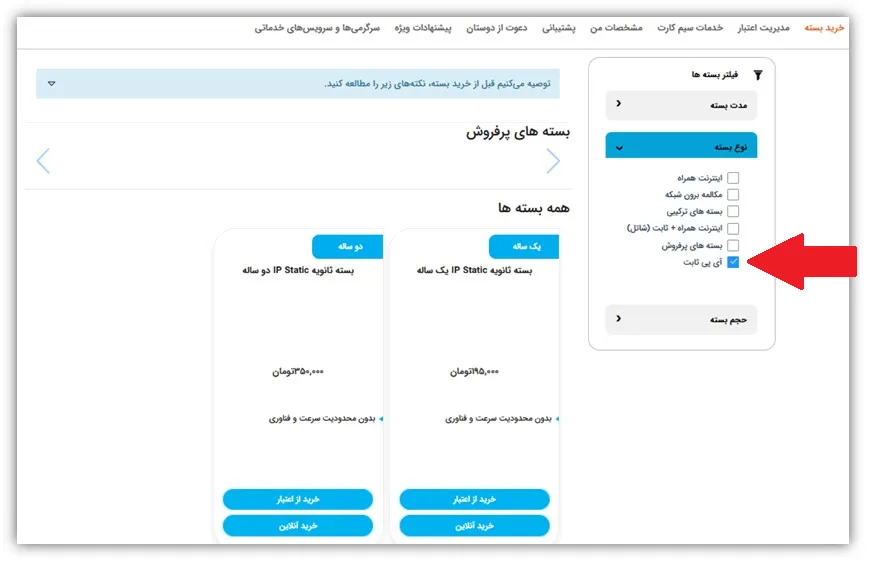 خرید بسته مدیریت اعتبار خدمات سیم کارت مشخصات من پشتیبانی دعوت از دوستان پیشنهادات ویژه سرگرمی‌ها و سرویس‌های خدماتی
فیلتر بسته ها
مدت بسته
نوع بسته
اینترنت همراه
مکالمه برون شبکه
بسته های ترکیبی
اینترنت همراه + ثابت (شاتل)
بسته های پرفروش
آی پی ثابت
حجم بسته
توصیه می‌کنیم قبل از خرید بسته، نکته‌های زیر را مطالعه کنید.
بسته های پرفروش
همه بسته ها
یک ساله
بسته ثانویه IP Static یک ساله
۱۹۵,۰۰۰تومان
بدون محدودیت سرعت و فناوری
خرید از اعتبار
خرید آنلاین
دو ساله
بسته ثانویه IP Static دو ساله
۳۵۰,۰۰۰تومان
بدون محدودیت سرعت و فناوری
خرید از اعتبار
خرید آنلاین